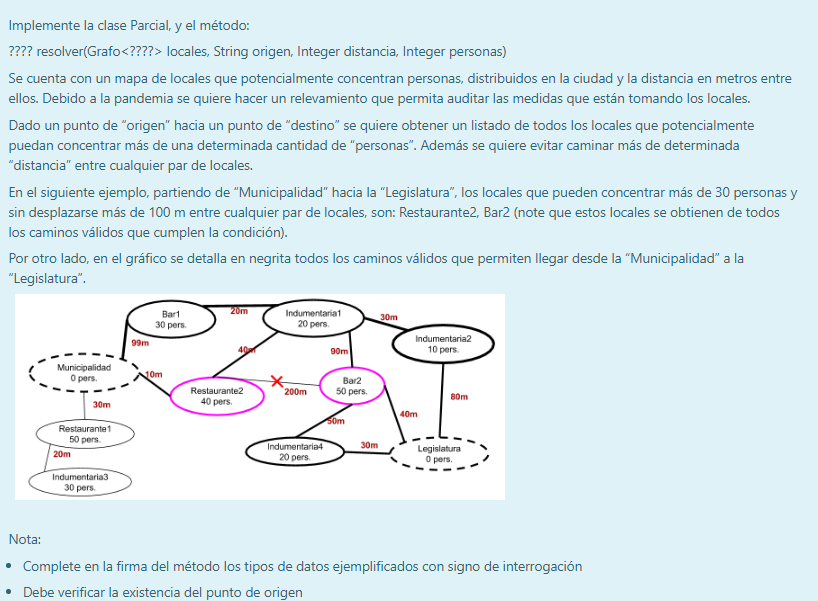 Implemente la clase Parcial, y el método:
???? resolver(Grafo<????> locales, String origen, Integer distancia, Integer personas)
Se cuenta con un mapa de locales que potencialmente concentran personas, distribuidos en la ciudad y la distancia en metros entre
ellos. Debido a la pandemia se quiere hacer un relevamiento que permita auditar las medidas que están tomando los locales.
Dado un punto de "origen" hacia un punto de "destino" se quiere obtener un listado de todos los locales que potencialmente
puedan concentrar más de una determinada cantidad de "personas". Además se quiere evitar caminar más de determinada
"distancia" entre cualquier par de locales.
En el siguiente ejemplo, partiendo de "Municipalidad" hacia la "Legislatura", los locales que pueden concentrar más de 30 personas y
sin desplazarse más de 100 m entre cualquier par de locales, son: Restaurante2, Bar2 (note que estos locales se obtienen de todos
los caminos válidos que cumplen la condición).
Por otro lado, en el gráfico se detalla en negrita todos los caminos válidos que permiten llegar desde la "Municipalidad" a la
"Legislatura".
Bar1
30 pers.
20m
Indumentaria1
20 pers.
30m
Indumentaria2
10 pers.
99m
40m
90m
Municipalidad
0 pers.
10m
Restaurante2
40 pers.
200m
Bar2
50 pers.
80m
30m
Restaurante1
50 pers.
50m
40m
20m
Indumentaria4
20 pers.
30m
Legislatura
0 pers.
Indumentaria3
30 pers.
Nota:
• Complete en la firma del método los tipos de datos ejemplificados con signo de interrogación
• Debe verificar la existencia del punto de origen